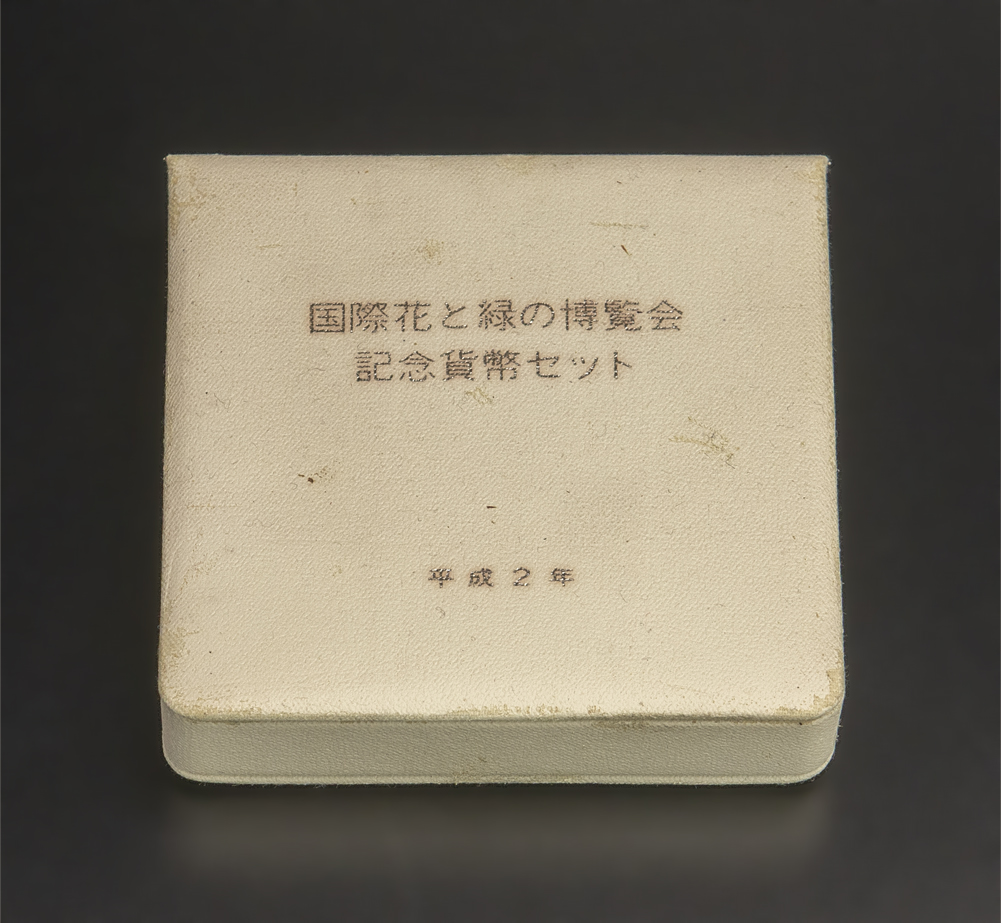 国際花と緑の博覧会
記念貨幣セット
平成2年